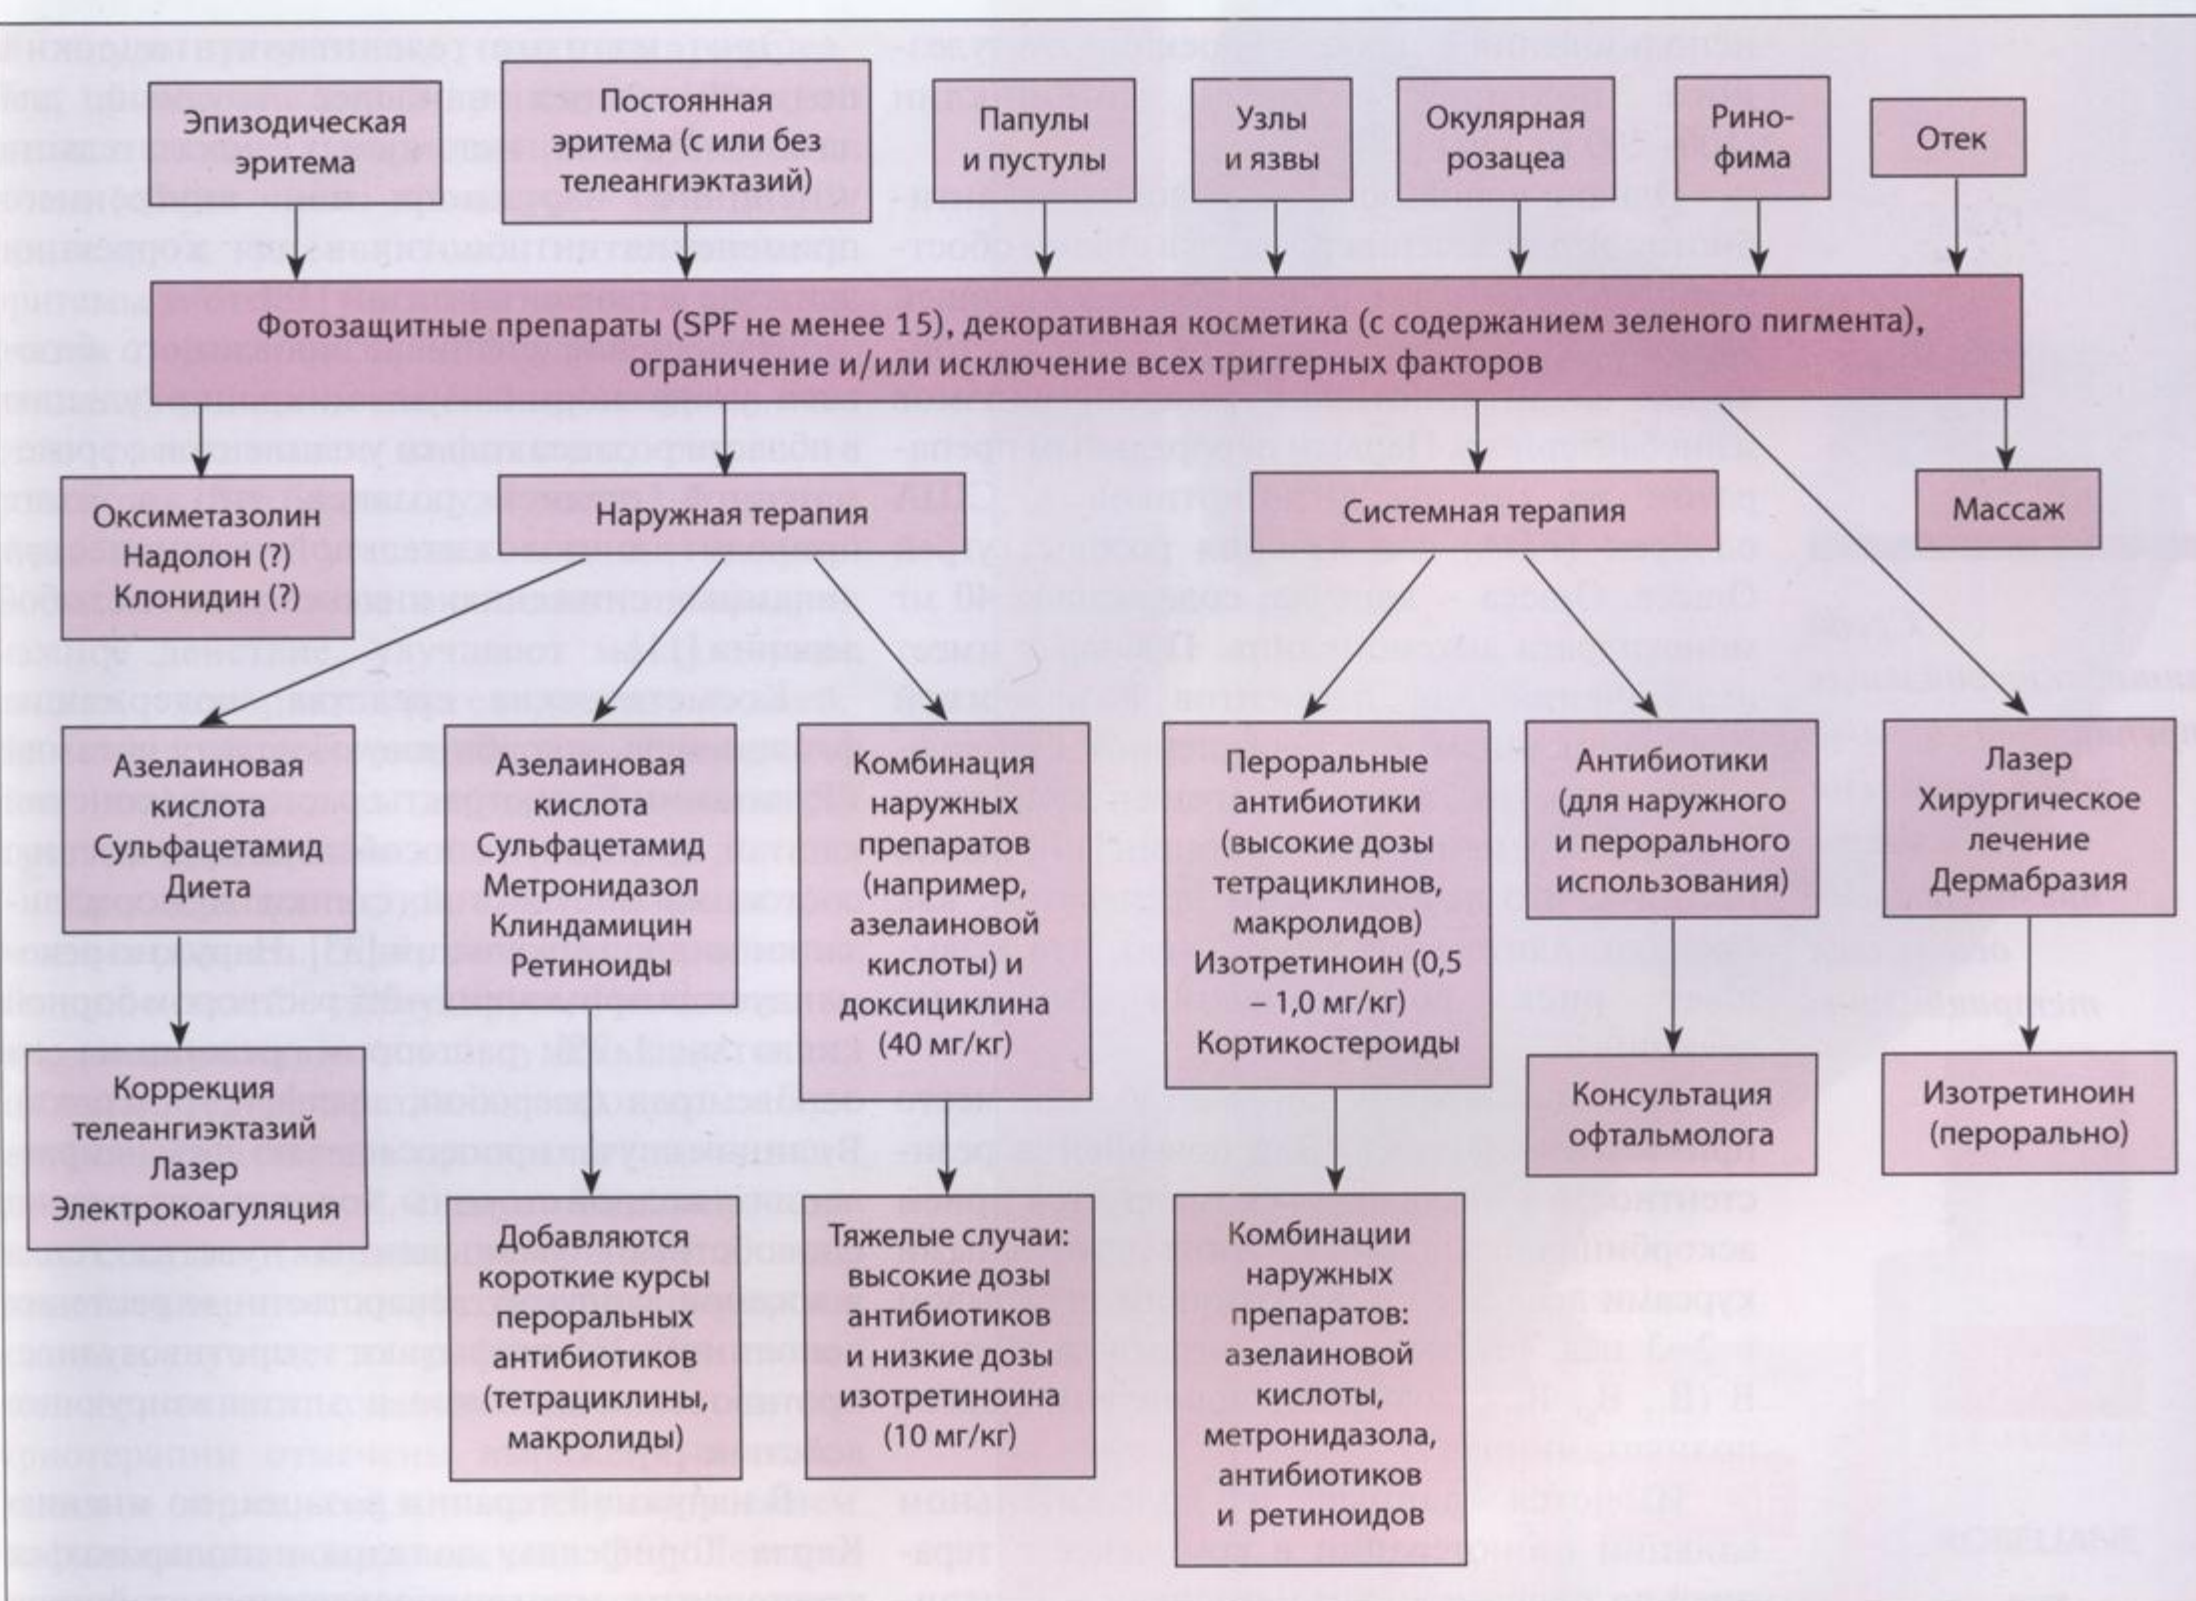 Эпизодическая
эритема
Постоянная
эритема (с или без
телеангиэктазий)
Папулы
и пустулы
Узлы
и язвы
Окулярная
розацеа
Рино-
фима
Отек
Фотозащитные препараты (SPF не менее 15), декоративная косметика (с содержанием зеленого пигмента),
ограничение и/или исключение всех триггерных факторов
Оксиметазолин
Надолон (?)
Клонидин (?)
Наружная терапия
Системная терапия
Массаж
Азелаиновая
кислота
Сульфацетамид
Диета
Азелаиновая
кислота
Сульфацетамид
Метронидазол
Клиндамицин
Ретиноиды
Комбинация
наружных
препаратов
(например,
азелаиновой
кислоты) и
доксициклина
(40 мг/кг)
Пероральные
антибиотики
(высокие дозы
тетрациклинов,
макролидов)
Изотретиноин (0,5
– 1,0 мг/кг)
Кортикостероиды
Антибиотики
(для наружного
и перорального
использования)
Лазер
Хирургическое
лечение
Дермабразия
Коррекция
телеангиэктазий
Лазер
Электрокоагуляция
Добавляются
короткие курсы
пероральных
антибиотиков
(тетрациклины,
макролиды)
Тяжелые случаи:
высокие дозы
антибиотиков
и низкие дозы
изотретиноина
(10 мг/кг)
Комбинации
наружных
препаратов:
азелаиновой
кислоты,
метронидазола,
антибиотиков
и ретиноидов
Консультация
офтальмолога
Изотретиноин
(перорально)